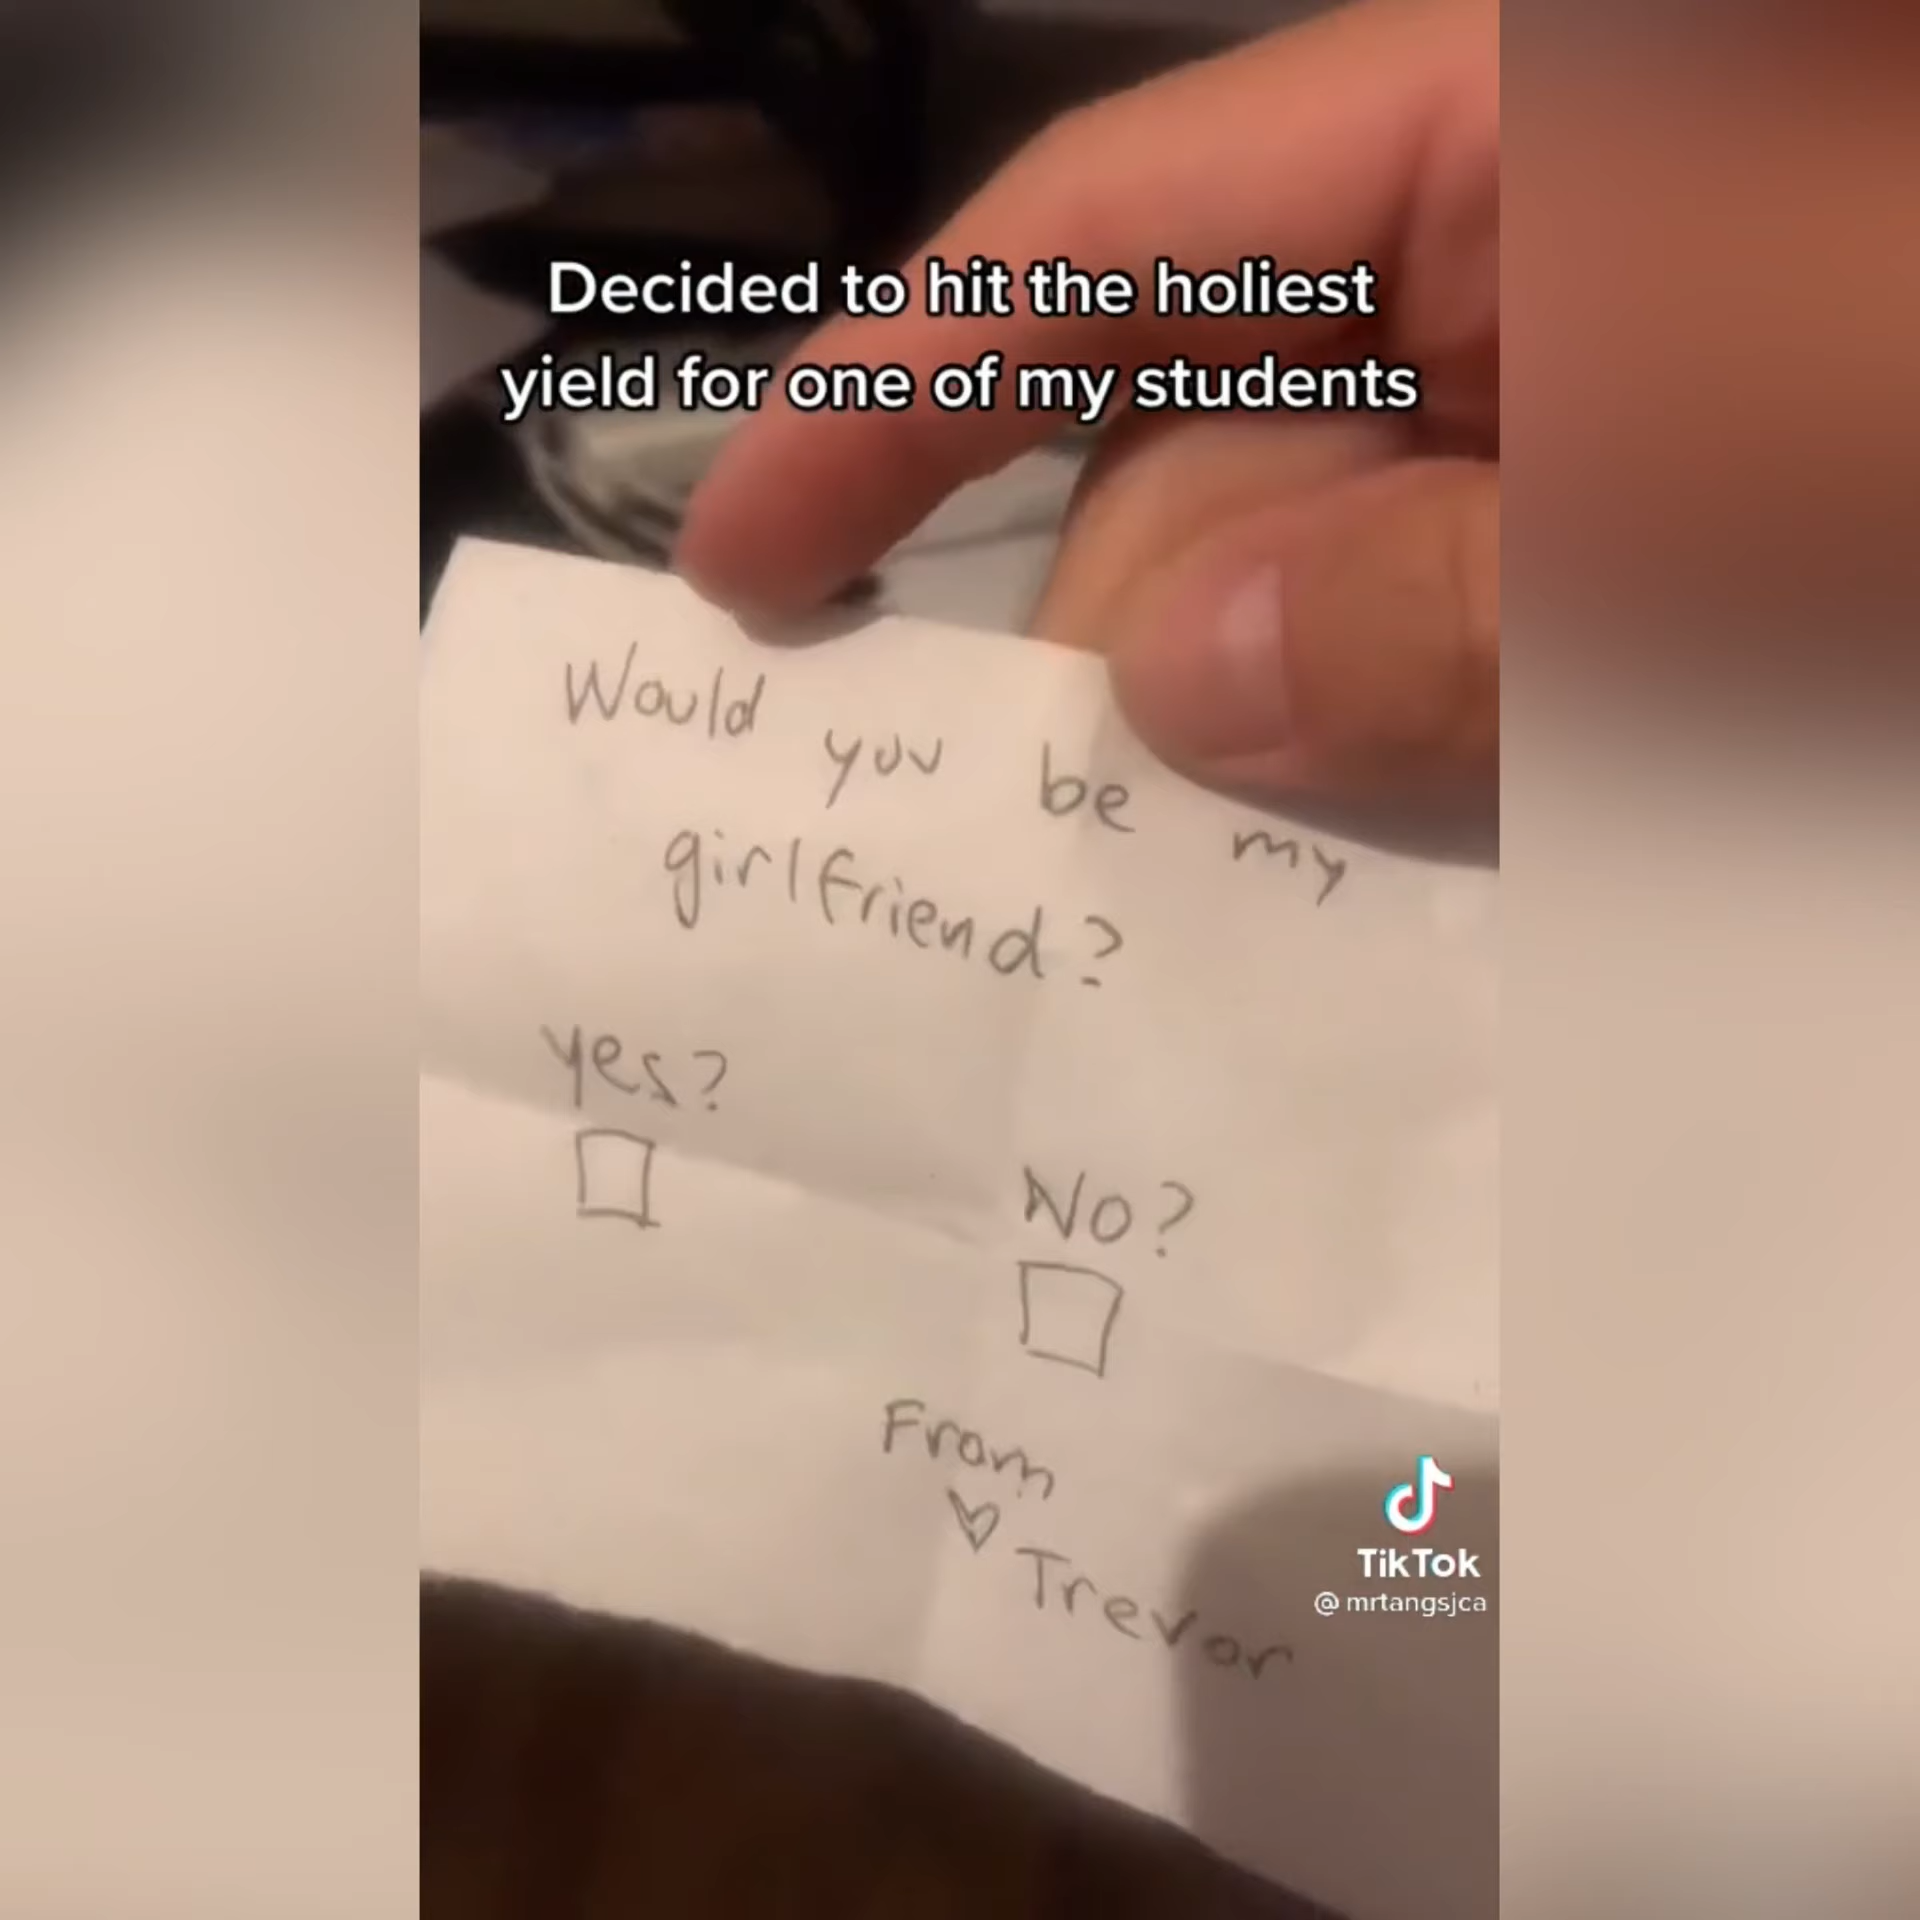 Decided to hit the holiest
yield for one of my students
Would you be my
girlfriend?
yes?
No?
From
Trevor
TikTok
@mrtangsjca